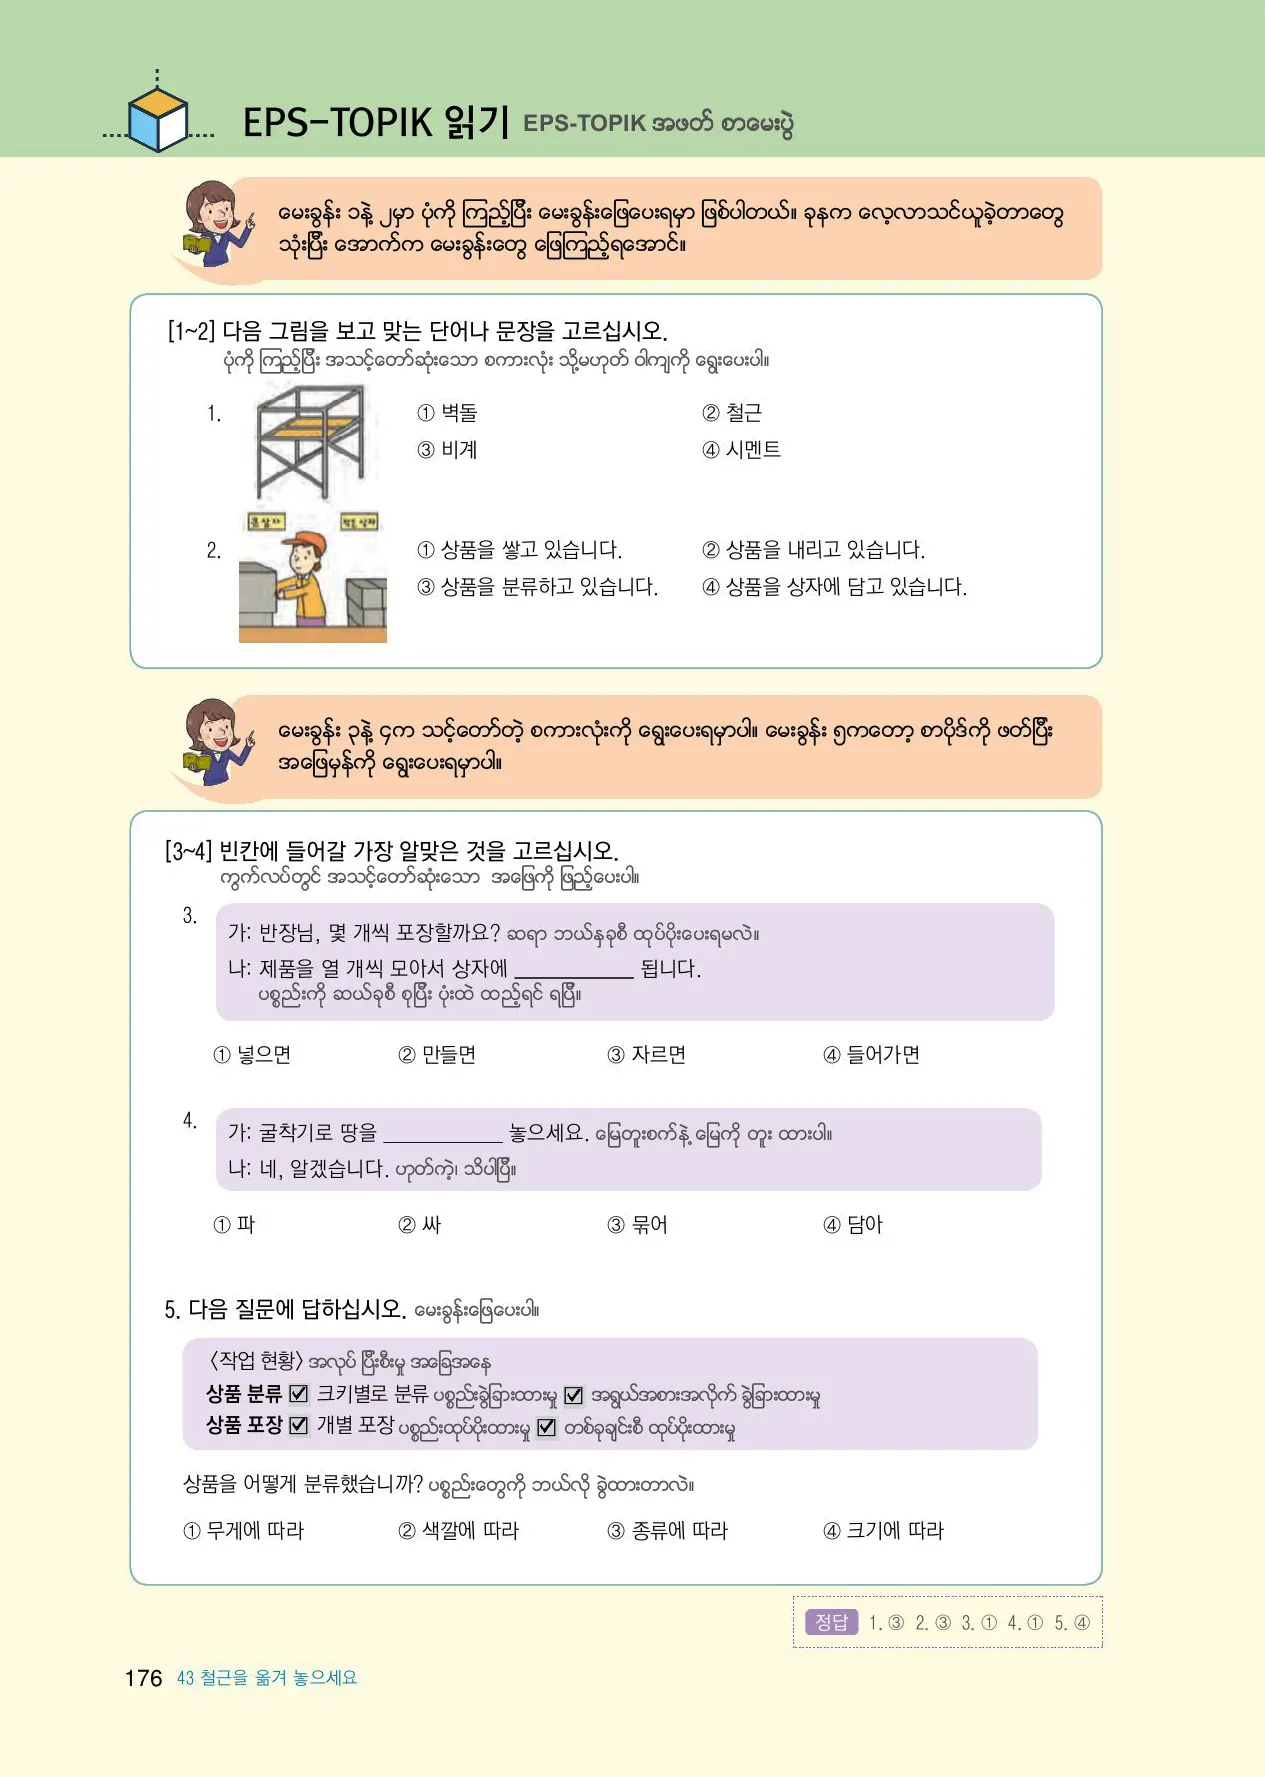 EPS-TOPIK 읽기 EPS-TOPIK အဖတ် စာမေးပွဲ
မေးခွန်း ၁နဲ့ ၂မှာ ပုံကို ကြည့်ပြီး မေးခွန်းဖြေပေးရမှာ ဖြစ်ပါတယ်။ ခုနက လေ့လာသင်ယူခဲ့တာတွေ
သုံးပြီး အောက်က မေးခွန်းတွေ ဖြေကြည့်ရအောင်။
[1~2] 다음 그림을 보고 맞는 단어나 문장을 고르십시오.
ပုံကို ကြည့်ပြီး အသင့်တော်ဆုံးသော စကားလုံး သို့မဟုတ် ဝါကျကို ရွေးပေးပါ။
1. ① 벽돌 ② 철근
③ 비계 ④ 시멘트
큰 상자 작은 상자
2. ① 상품을 쌓고 있습니다. ② 상품을 내리고 있습니다.
③ 상품을 분류하고 있습니다. ④ 상품을 상자에 담고 있습니다.
မေးခွန်း ၃နဲ့ ၄က သင့်တော်တဲ့ စကားလုံးကို ရွေးပေးရမှာပါ။ မေးခွန်း ၅ကတော့ စာပိုဒ်ကို ဖတ်ပြီး
အဖြေမှန်ကို ရွေးပေးရမှာပါ။
[3~4] 빈칸에 들어갈 가장 알맞은 것을 고르십시오.
ကွက်လပ်တွင် အသင့်တော်ဆုံးသော အဖြေကို ဖြည့်ပေးပါ။
3.
가: 반장님, 몇 개씩 포장할까요? ဆရာ ဘယ်နှခုစီ ထုပ်ပိုးပေးရမလဲ။
나: 제품을 열 개씩 모아서 상자에 ____________ 됩니다.
ပစ္စည်းကို ဆယ်ခုစီ စုပြီး ပုံးထဲ ထည့်ရင် ရပြီ။
① 넣으면 ② 만들면 ③ 자르면 ④ 들어가면
4.
가: 굴착기로 땅을 ____________ 놓으세요. မြေတူးစက်နဲ့ မြေကို တူး ထားပါ။
나: 네, 알겠습니다. ဟုတ်ကဲ့၊ သိပါပြီ။
① 파 ② 싸 ③ 묶어 ④ 담아
5. 다음 질문에 답하십시오. မေးခွန်းဖြေပေးပါ။
〈작업 현황〉 အလုပ် ပြီးစီးမှု အခြေအနေ
상품 분류 ☑ 크키별로 분류 ပစ္စည်းခွဲခြားထားမှု ☑ အရွယ်အစားအလိုက် ခွဲခြားထားမှု
상품 포장 ☑ 개별 포장 ပစ္စည်းထုပ်ပိုးထားမှု ☑ တစ်ခုချင်းစီ ထုပ်ပိုးထားမှု
상품을 어떻게 분류했습니까? ပစ္စည်းတွေကို ဘယ်လို ခွဲထားတာလဲ။
① 무게에 따라 ② 색깔에 따라 ③ 종류에 따라 ④ 크기에 따라
정답 1. ③ 2. ③ 3. ① 4. ① 5. ④
176 43 철근을 옮겨 놓으세요